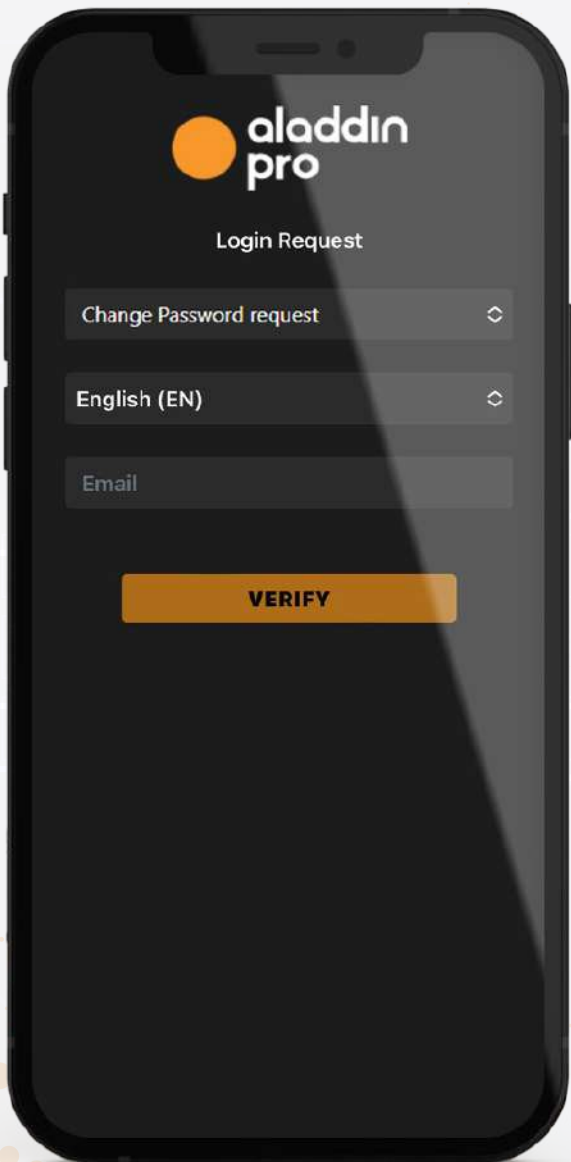 aladdin
pro
Login Request
Change Password request
English (EN)
Email
VERIFY